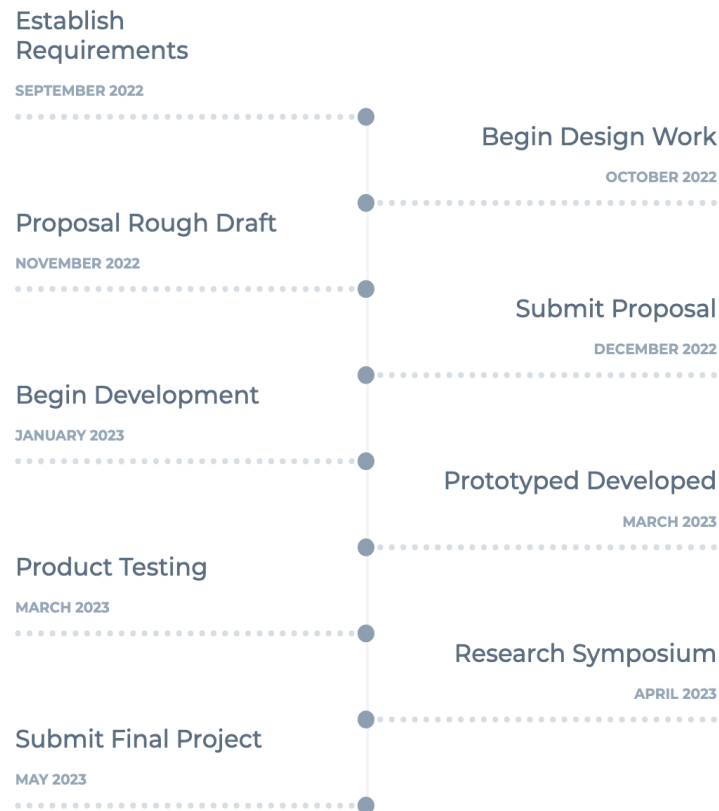 Establish
Requirements
SEPTEMBER 2022
Begin Design Work
OCTOBER 2022
Proposal Rough Draft
NOVEMBER 2022
Submit Proposal
DECEMBER 2022
Begin Development
JANUARY 2023
Prototyped Developed
MARCH 2023
Product Testing
MARCH 2023
Research Symposium
APRIL 2023
Submit Final Project
MAY 2023